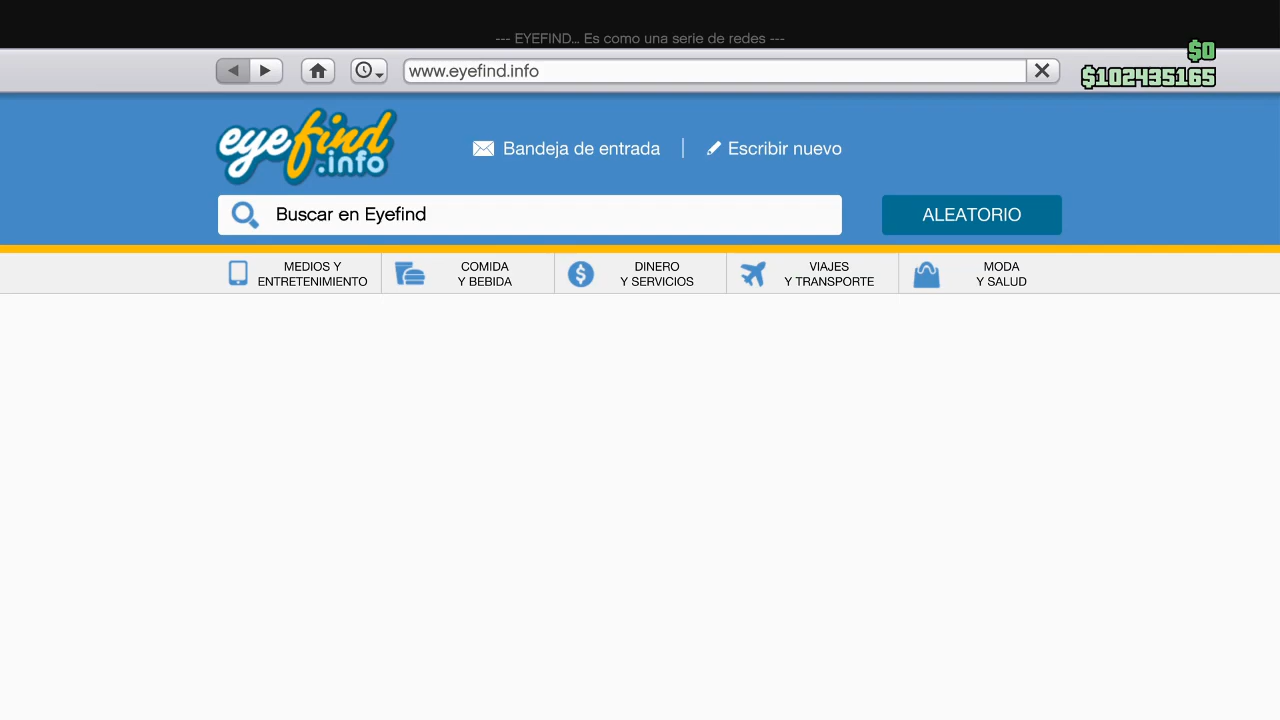 --- EYEFIND... Es como una serie de redes ---
$0
www.eyefind.info
$102435165
eyefind
.info
Bandeja de entrada
Escribir nuevo
Buscar en Eyefind
ALEATORIO
MEDIOS Y
ENTRETENIMIENTO
COMIDA
Y BEBIDA
DINERO
Y SERVICIOS
VIAJES
Y TRANSPORTE
MODA
Y SALUD